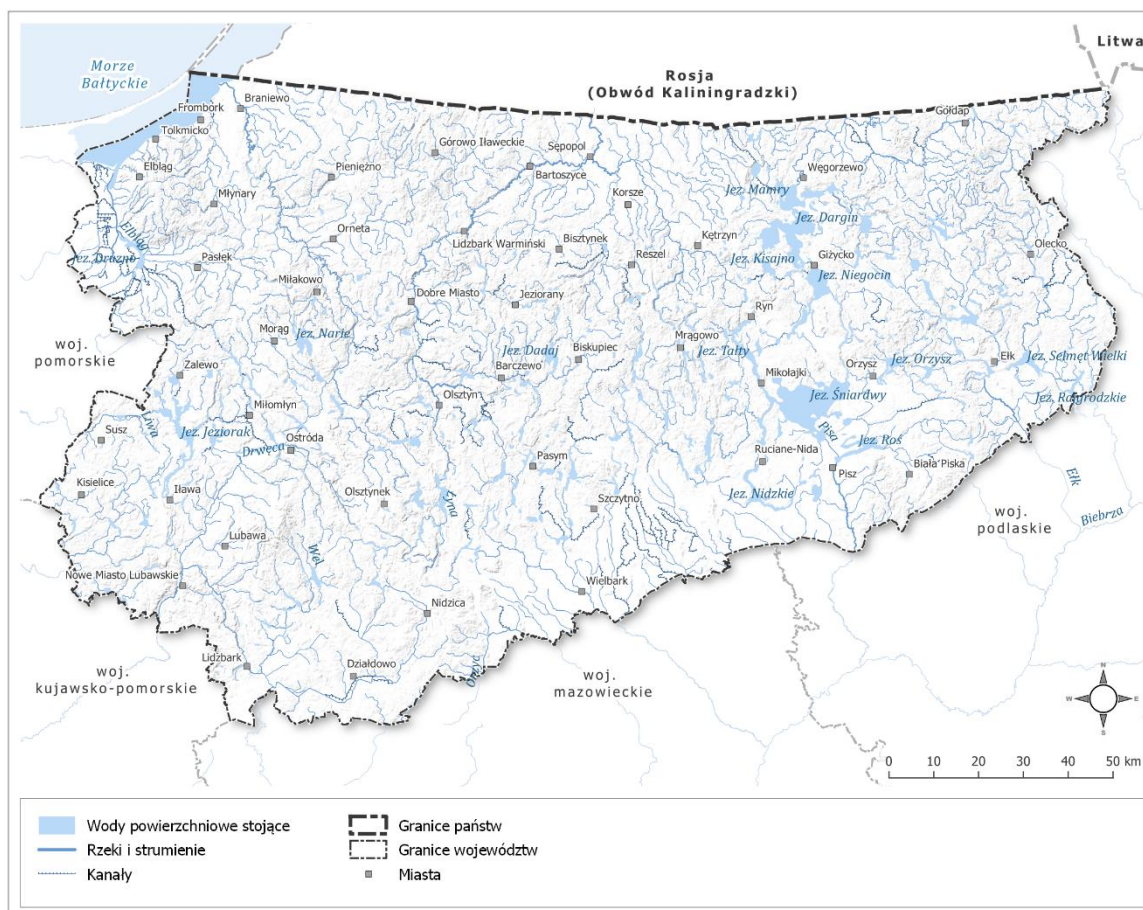 Litwa
Morze
Bałtyckie
Rosja
(Obwód Kaliningradzki)
Frombork
Braniewo
Gołdap
Tolkmicko
Górowo Iławeckie
Sępopol
Elbląg
Pieniężno
Bartoszyce
Węgorzewo
Jez. Mamry
Młynary
Korsze
Jez. Dargin
Elbląg
Orneta
Lidzbark Warmiński
Bisztynek
Kętrzyn
Olecko
Jez. Drużno
Pasłęk
Reszel
Jez. Kisajno
Giżycko
Jez. Niegocin
Miłakowo
Dobre Miasto
Jeziorany
Ryn
woj.
pomorskie
Morąg
Jez. Narie
Mrągowo
Jez. Tałty
Jez. Dadaj
Biskupiec
Jez. Orzysz
Ełk
Jez. Selmęt Wielki
Zalewo
Barczewo
Mikołajki
Orzysz
Jez. Śniardwy
Jez. Rajgrodzkie
Olsztyn
Miłomłyn
Liwa
Jez. Jeziorak
Susz
Ostróda
Drwęca
Pisa
Jez. Roś
Pasym
Ruciane-Nida
Pisz
Biała Piska
Ełk
Kisielice
Iława
Olsztynek
Łyna
Szczytno
Jez. Nidzkie
Biebrza
woj.
podlaskie
Lubawa
Wel
Nowe Miasto Lubawskie
Wielbark
Nidzica
woj.
kujawsko-pomorskie
Lidzbark
Działdowo
Orzyc
woj.
mazowieckie
N
W
E
S
0 10 20 30 40 50 km
Wody powierzchniowe stojące
Rzeki i strumienie
Kanały
Granice państw
Granice województw
Miasta